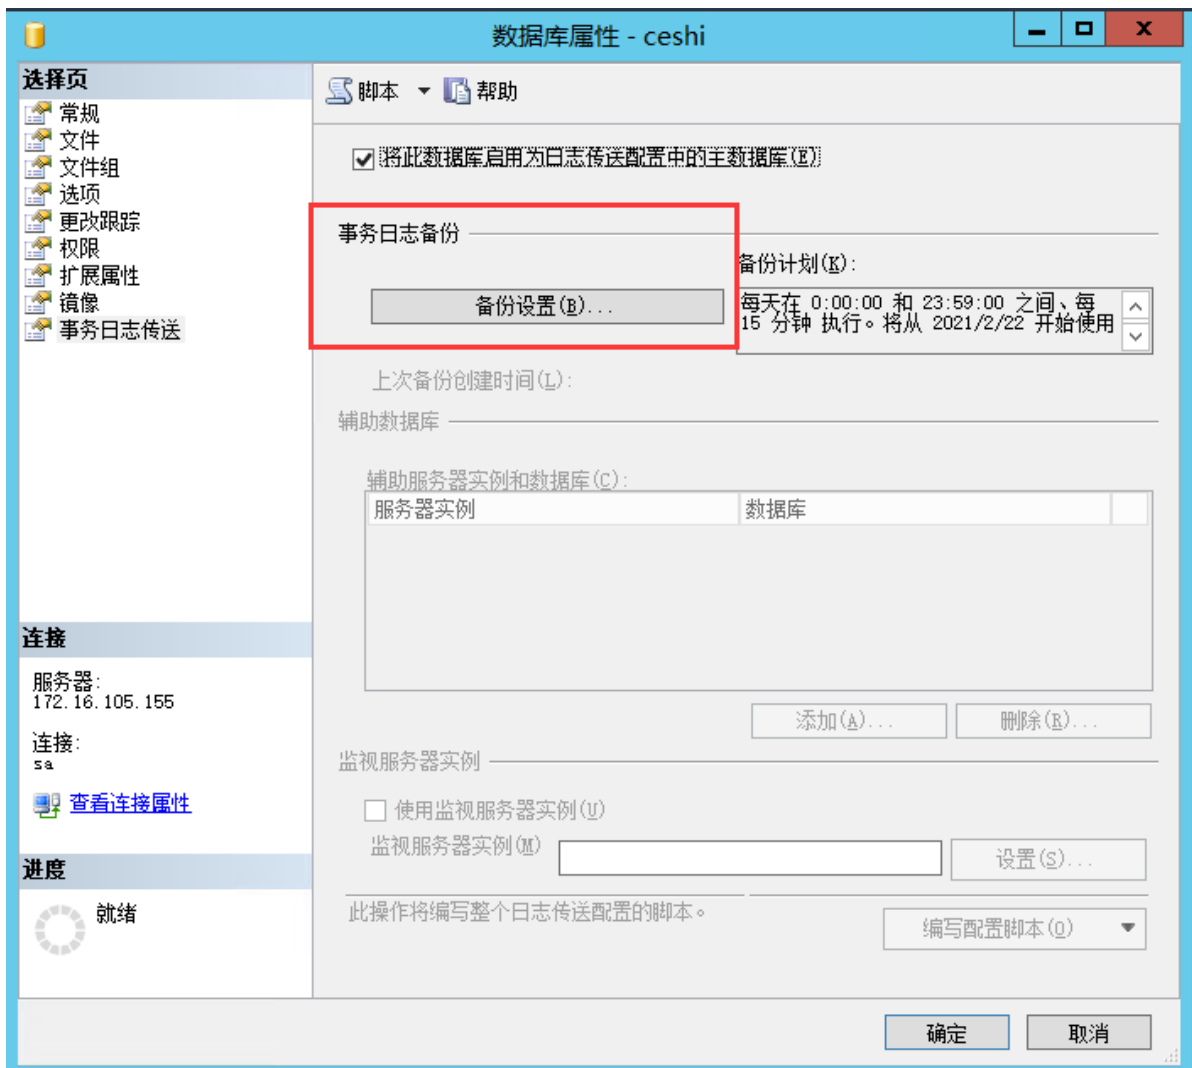 数据库属性 - ceshi
选择页
常规
文件
文件组
选项
更改跟踪
权限
扩展属性
镜像
事务日志传送
连接
服务器:
172.16.105.155
连接:
sa
查看连接属性
进度
就绪
脚本
帮助
将此数据库启用为日志传送配置中的主数据库(E)
事务日志备份
备份设置(B)...
备份计划(K):
每天在 0:00:00 和 23:59:00 之间、每
15 分钟 执行。将从 2021/2/22 开始使用
上次备份创建时间(L):
辅助数据库
辅助服务器实例和数据库(C):
服务器实例 数据库
添加(A)... 删除(R)...
监视服务器实例
使用监视服务器实例(U)
监视服务器实例(M)
设置(S)...
此操作将编写整个日志传送配置的脚本。
编写配置脚本(O)
确定 取消